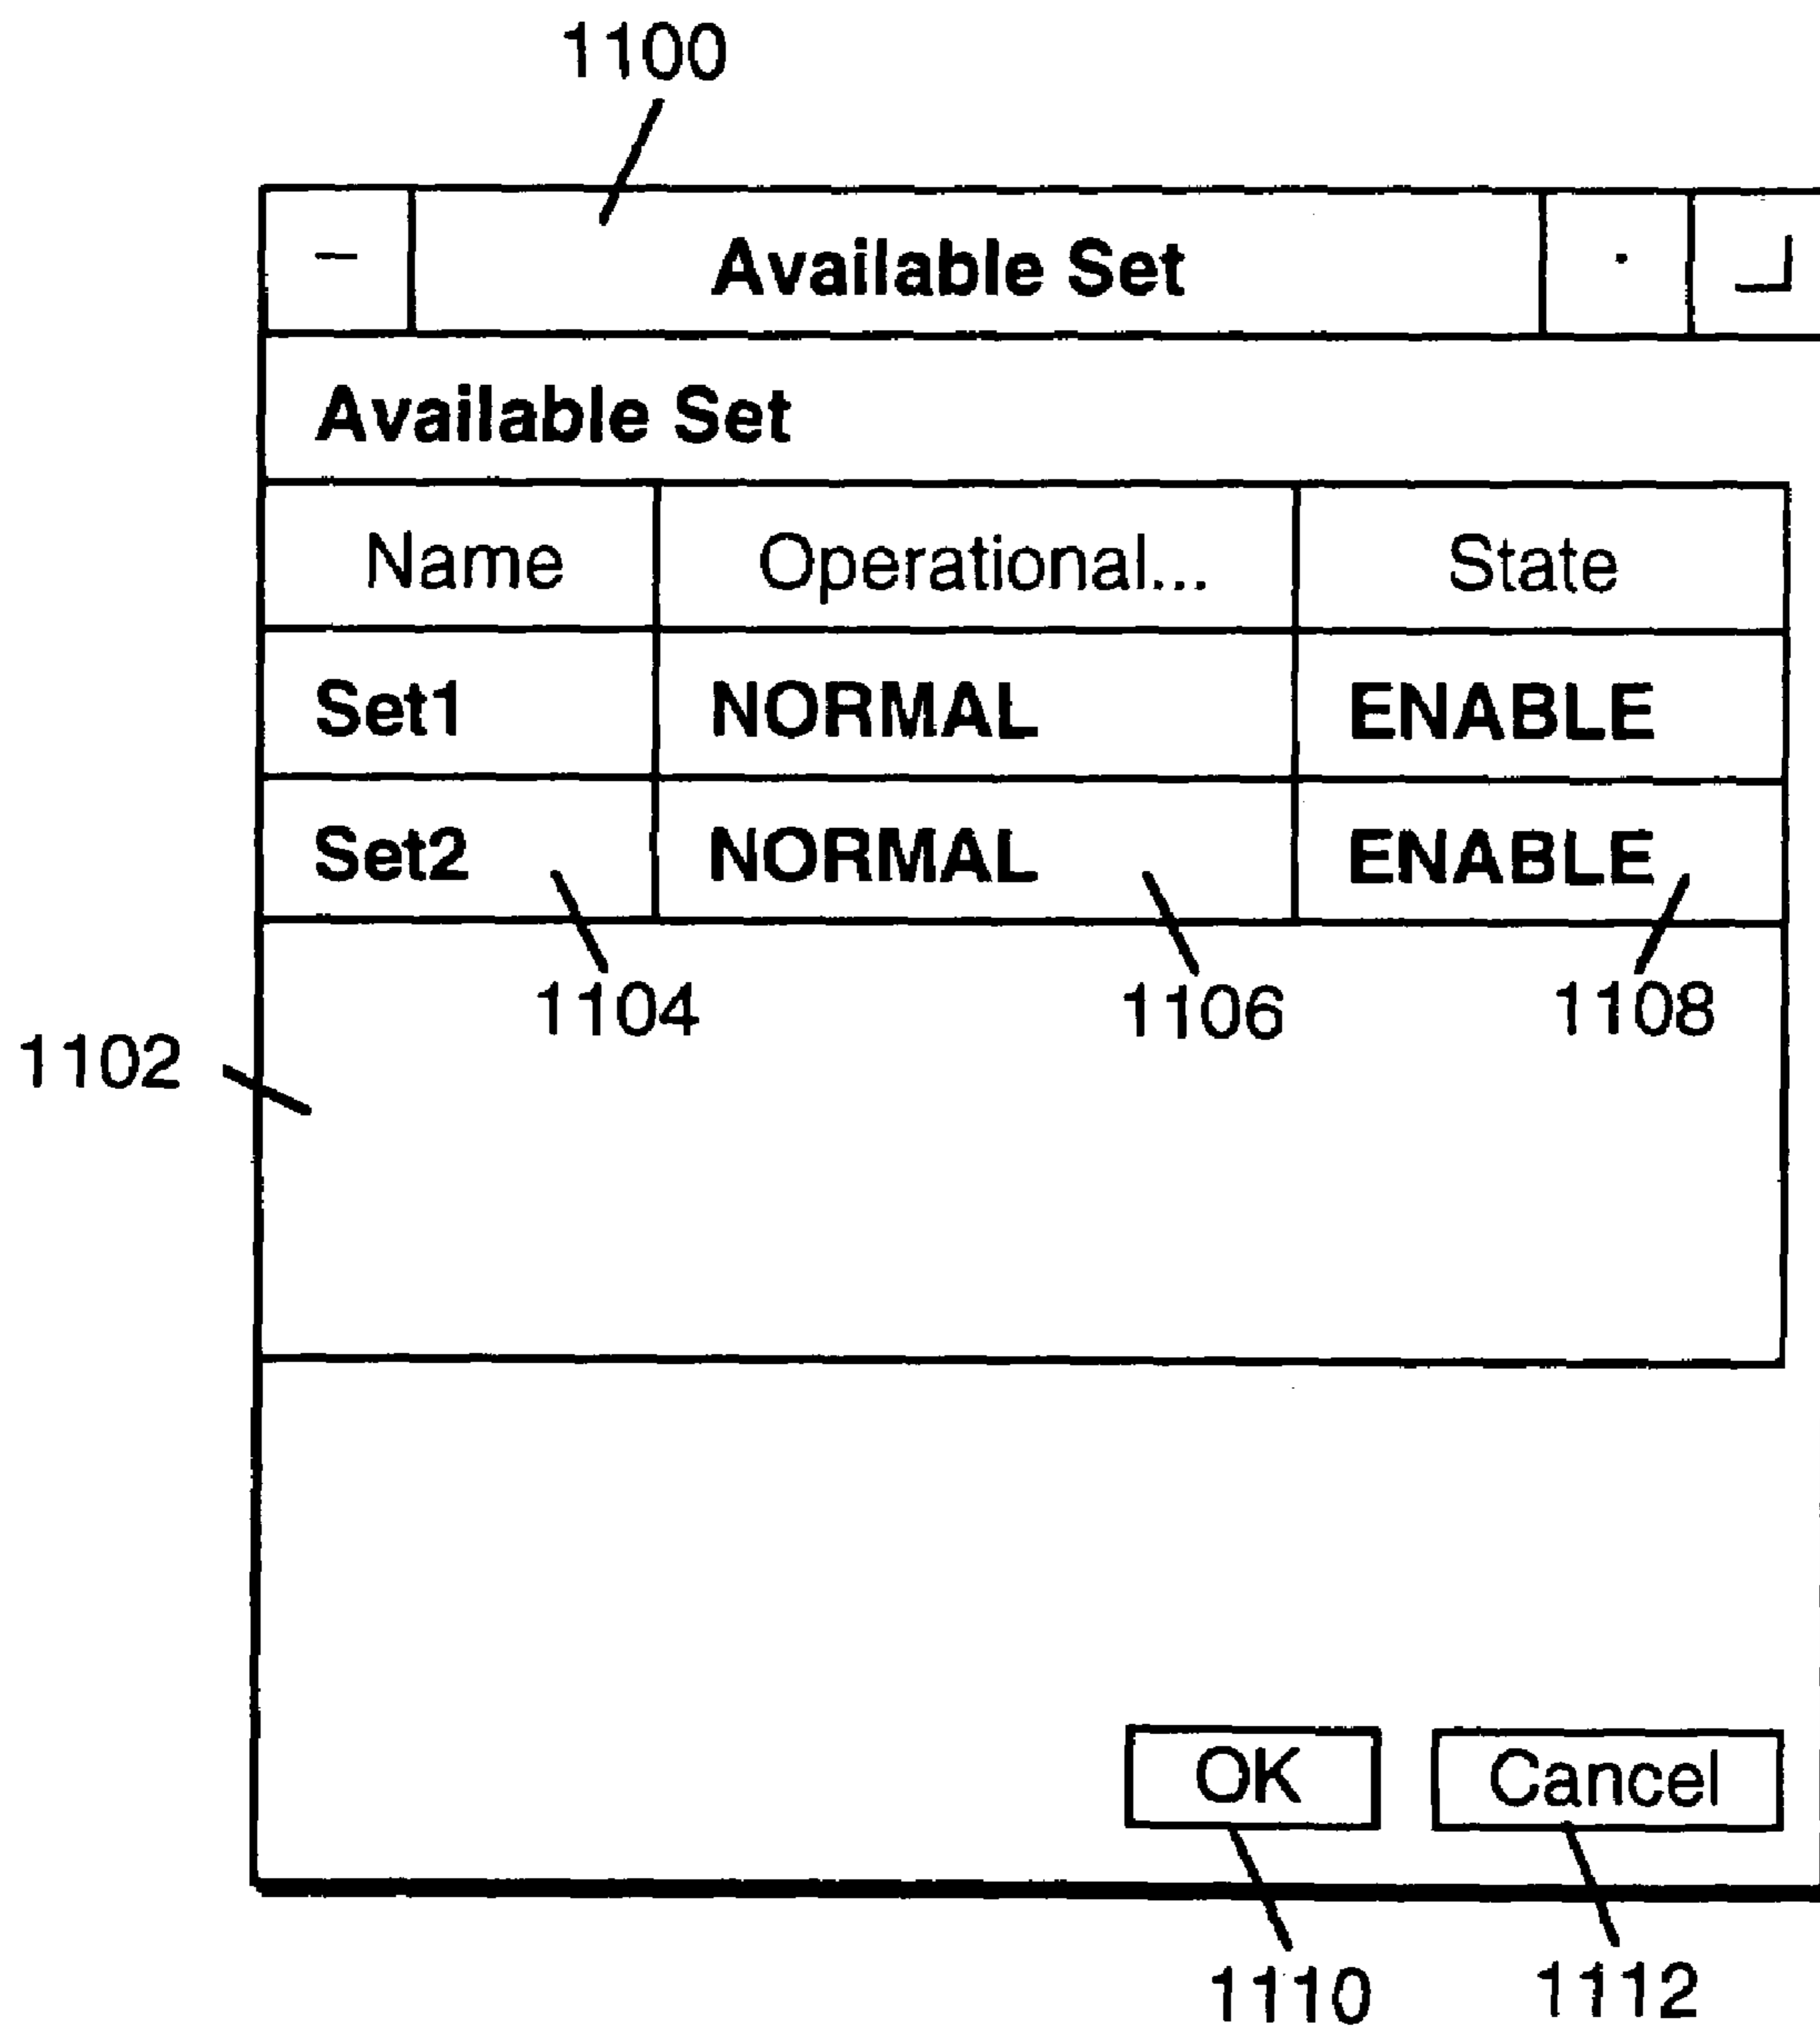 1100
Available Set
Available Set
Name Operational... State
Set1 NORMAL ENABLE
Set2 NORMAL ENABLE
1104 1106 1108
1102
OK Cancel
1110 1112